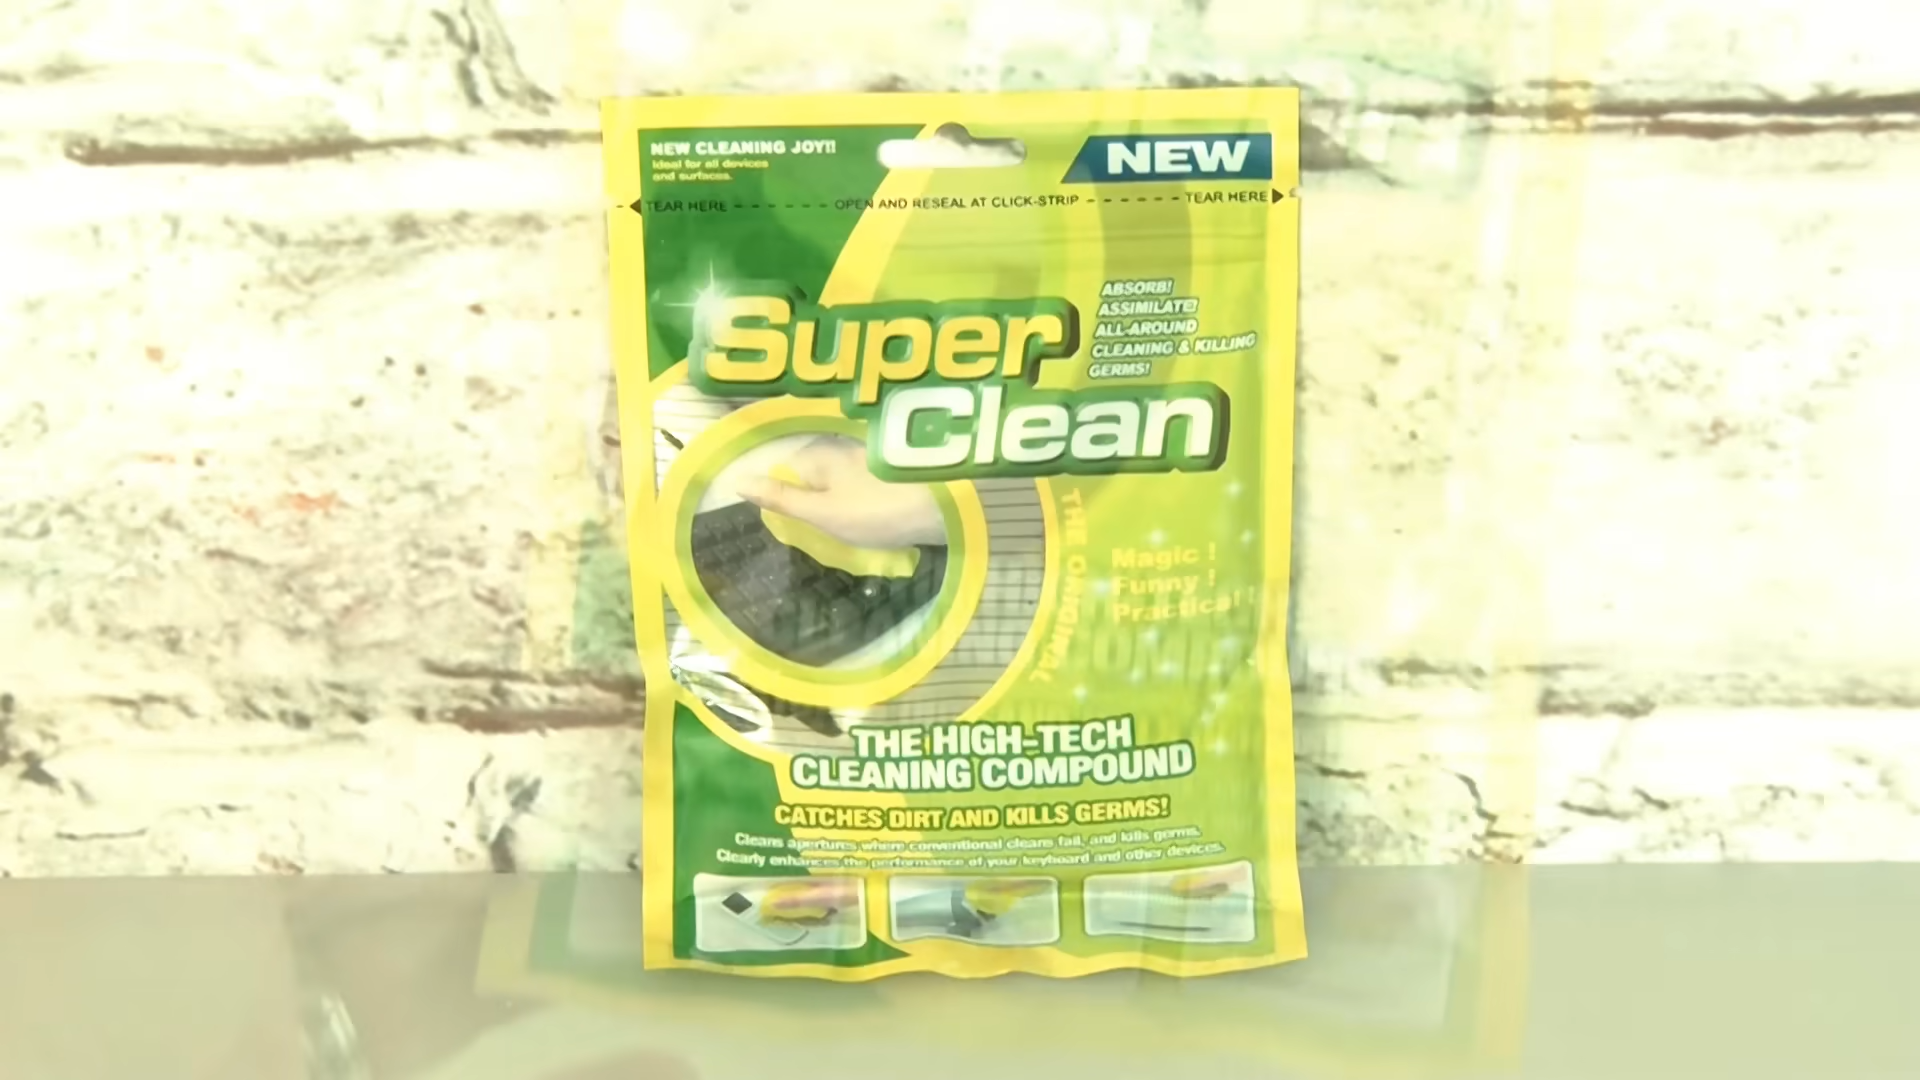 NEW CLEANING JOY!!
Ideal for all devices
and surfaces.
NEW
TEAR HERE
OPEN AND RESEAL AT CLICK-STRIP
TEAR HERE
Super
Clean
ABSORB!
ASSIMILATE!
ALL-AROUND
CLEANING & KILLING
GERMS!
THE ORIGINAL
Magic !
Funny !
Practical !
THE HIGH-TECH
CLEANING COMPOUND
CATCHES DIRT AND KILLS GERMS!
Cleans apertures where conventional cleans fail, and kills germs.
Clearly enhances the performance of your keyboard and other devices.